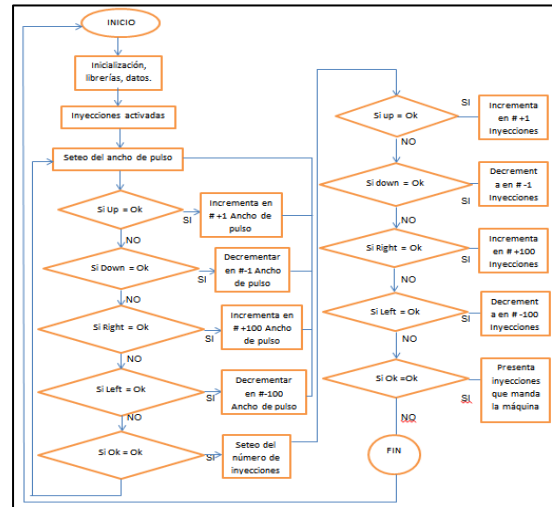 INICIO
Inicialización,
librerías, datos.
Inyecciones activadas
Seteo del ancho de pulso
Si Up = Ok
SI
Incrementa en
# +1 Ancho de
pulso
NO
Si Down = Ok
SI
Decrementar
en #-1 Ancho
de pulso
NO
Si Right = Ok
SI
Incrementa en
# +100 Ancho
de pulso
NO
Si Left = Ok
SI
Decrementar
en #-100
Ancho de pulso
NO
Si Ok = Ok
SI
Seteo del
número de
inyecciones
Si up = Ok
SI
Incrementa
en # +1
Inyecciones
NO
Si down = Ok
SI
Decrement
a en # -1
Inyecciones
NO
Si Right = Ok
SI
Incrementa
en # +100
Inyecciones
NO
Si Left = Ok
SI
Decrement
a en # -100
Inyecciones
NO
Si Ok =Ok
SI
Presenta
inyecciones
que manda
la máquina
NO
FIN